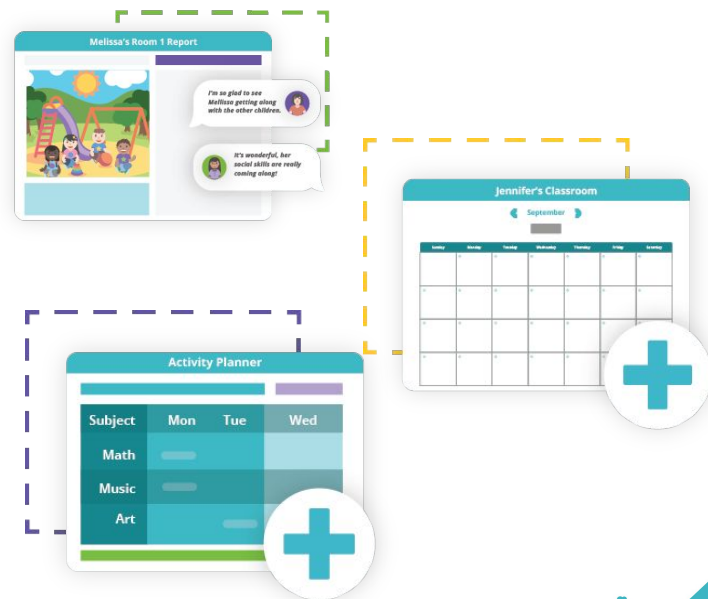 Melissa's Room 1 Report
I'm so glad to see
Mellissa getting along
with the other children.
It's wonderful, her
social skills are really
coming along!
Jennifer's Classroom
September
Sunday Monday Tuesday Wednesday Thursday Friday Saturday
Activity Planner
Subject Mon Tue Wed
Math
Music
Art